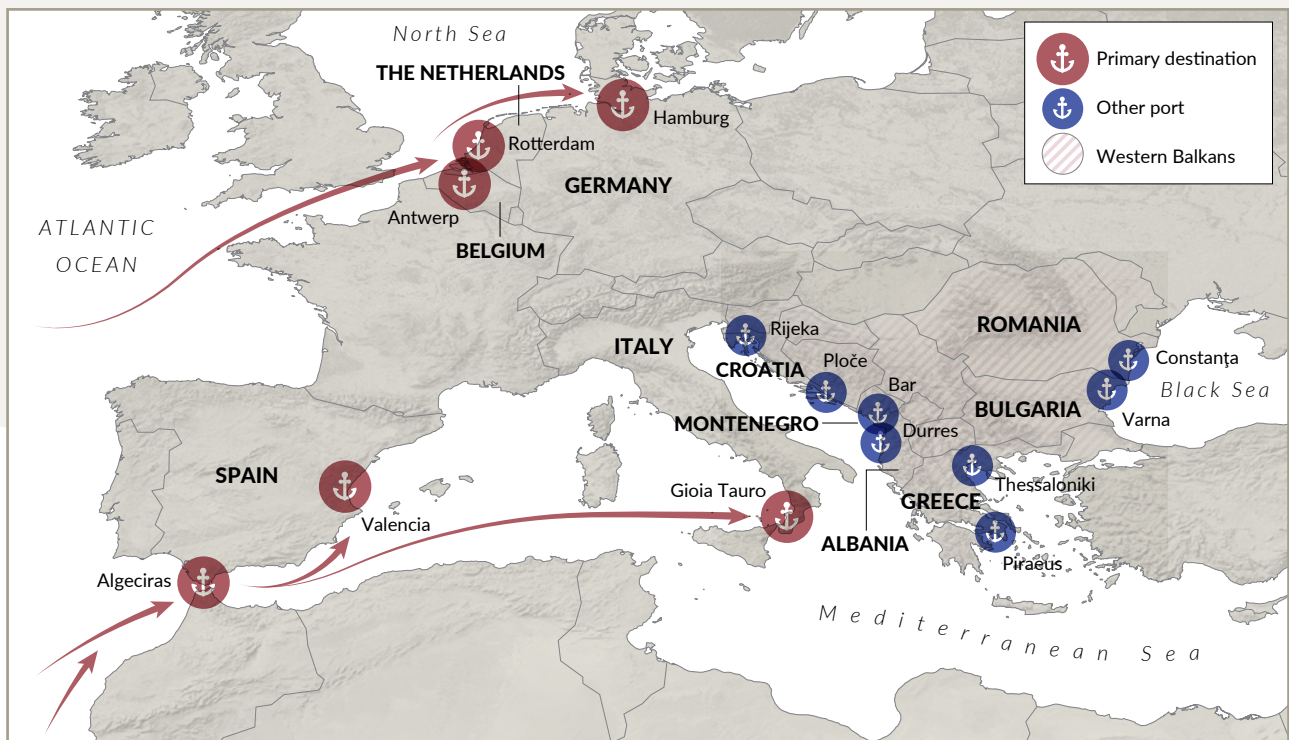 North Sea
THE NETHERLANDS
Primary destination
Other port
Western Balkans
Hamburg
Rotterdam
GERMANY
Antwerp
BELGIUM
ATLANTIC
OCEAN
ROMANIA
Rijeka
ITALY
CROATIA
Ploče
Constanţa
Black Sea
Bar
BULGARIA
Varna
MONTENEGRO
Durres
SPAIN
Gioia Tauro
Thessaloniki
GREECE
Valencia
ALBANIA
Piraeus
Algeciras
Mediterranean Sea